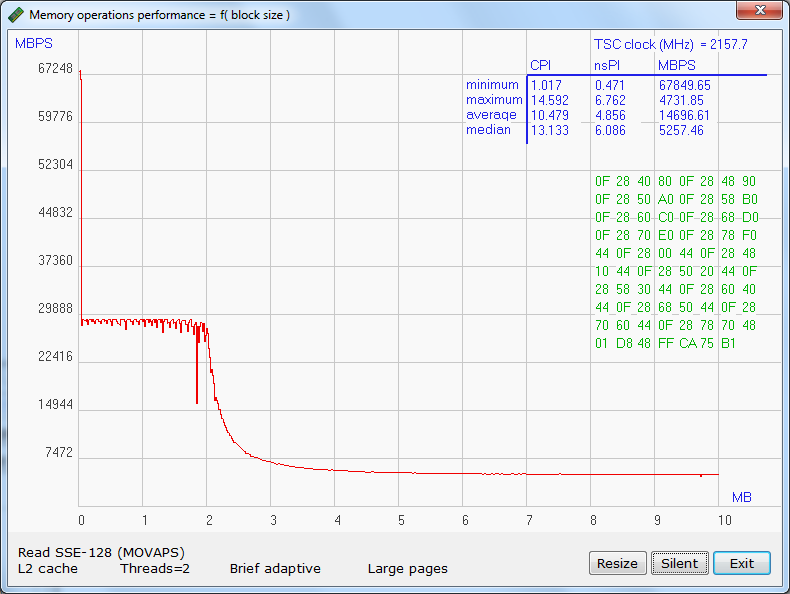 Memory operations performance = f( block size )
MBPS
TSC clock (MHz) = 2157.7
CPI nsPI MBPS
minimum 1.017 0.471 67849.65
maximum 14.592 6.762 4731.85
average 10.479 4.856 14696.61
median 13.133 6.086 5257.46
67248
59776
52304
44832
37360
29888
22416
14944
7472
0F 28 40 80 0F 28 48 90
0F 28 50 A0 0F 28 58 B0
0F 28 60 C0 0F 28 68 D0
0F 28 70 E0 0F 28 78 F0
44 0F 28 00 44 0F 28 48
10 44 0F 28 50 20 44 0F
28 58 30 44 0F 28 60 40
44 0F 28 68 50 44 0F 28
70 60 44 0F 28 78 70 48
01 D8 48 FF CA 75 B1
MB
0 1 2 3 4 5 6 7 8 9 10
Read SSE-128 (MOVAPS)
L2 cache Threads=2 Brief adaptive Large pages
Resize Silent Exit